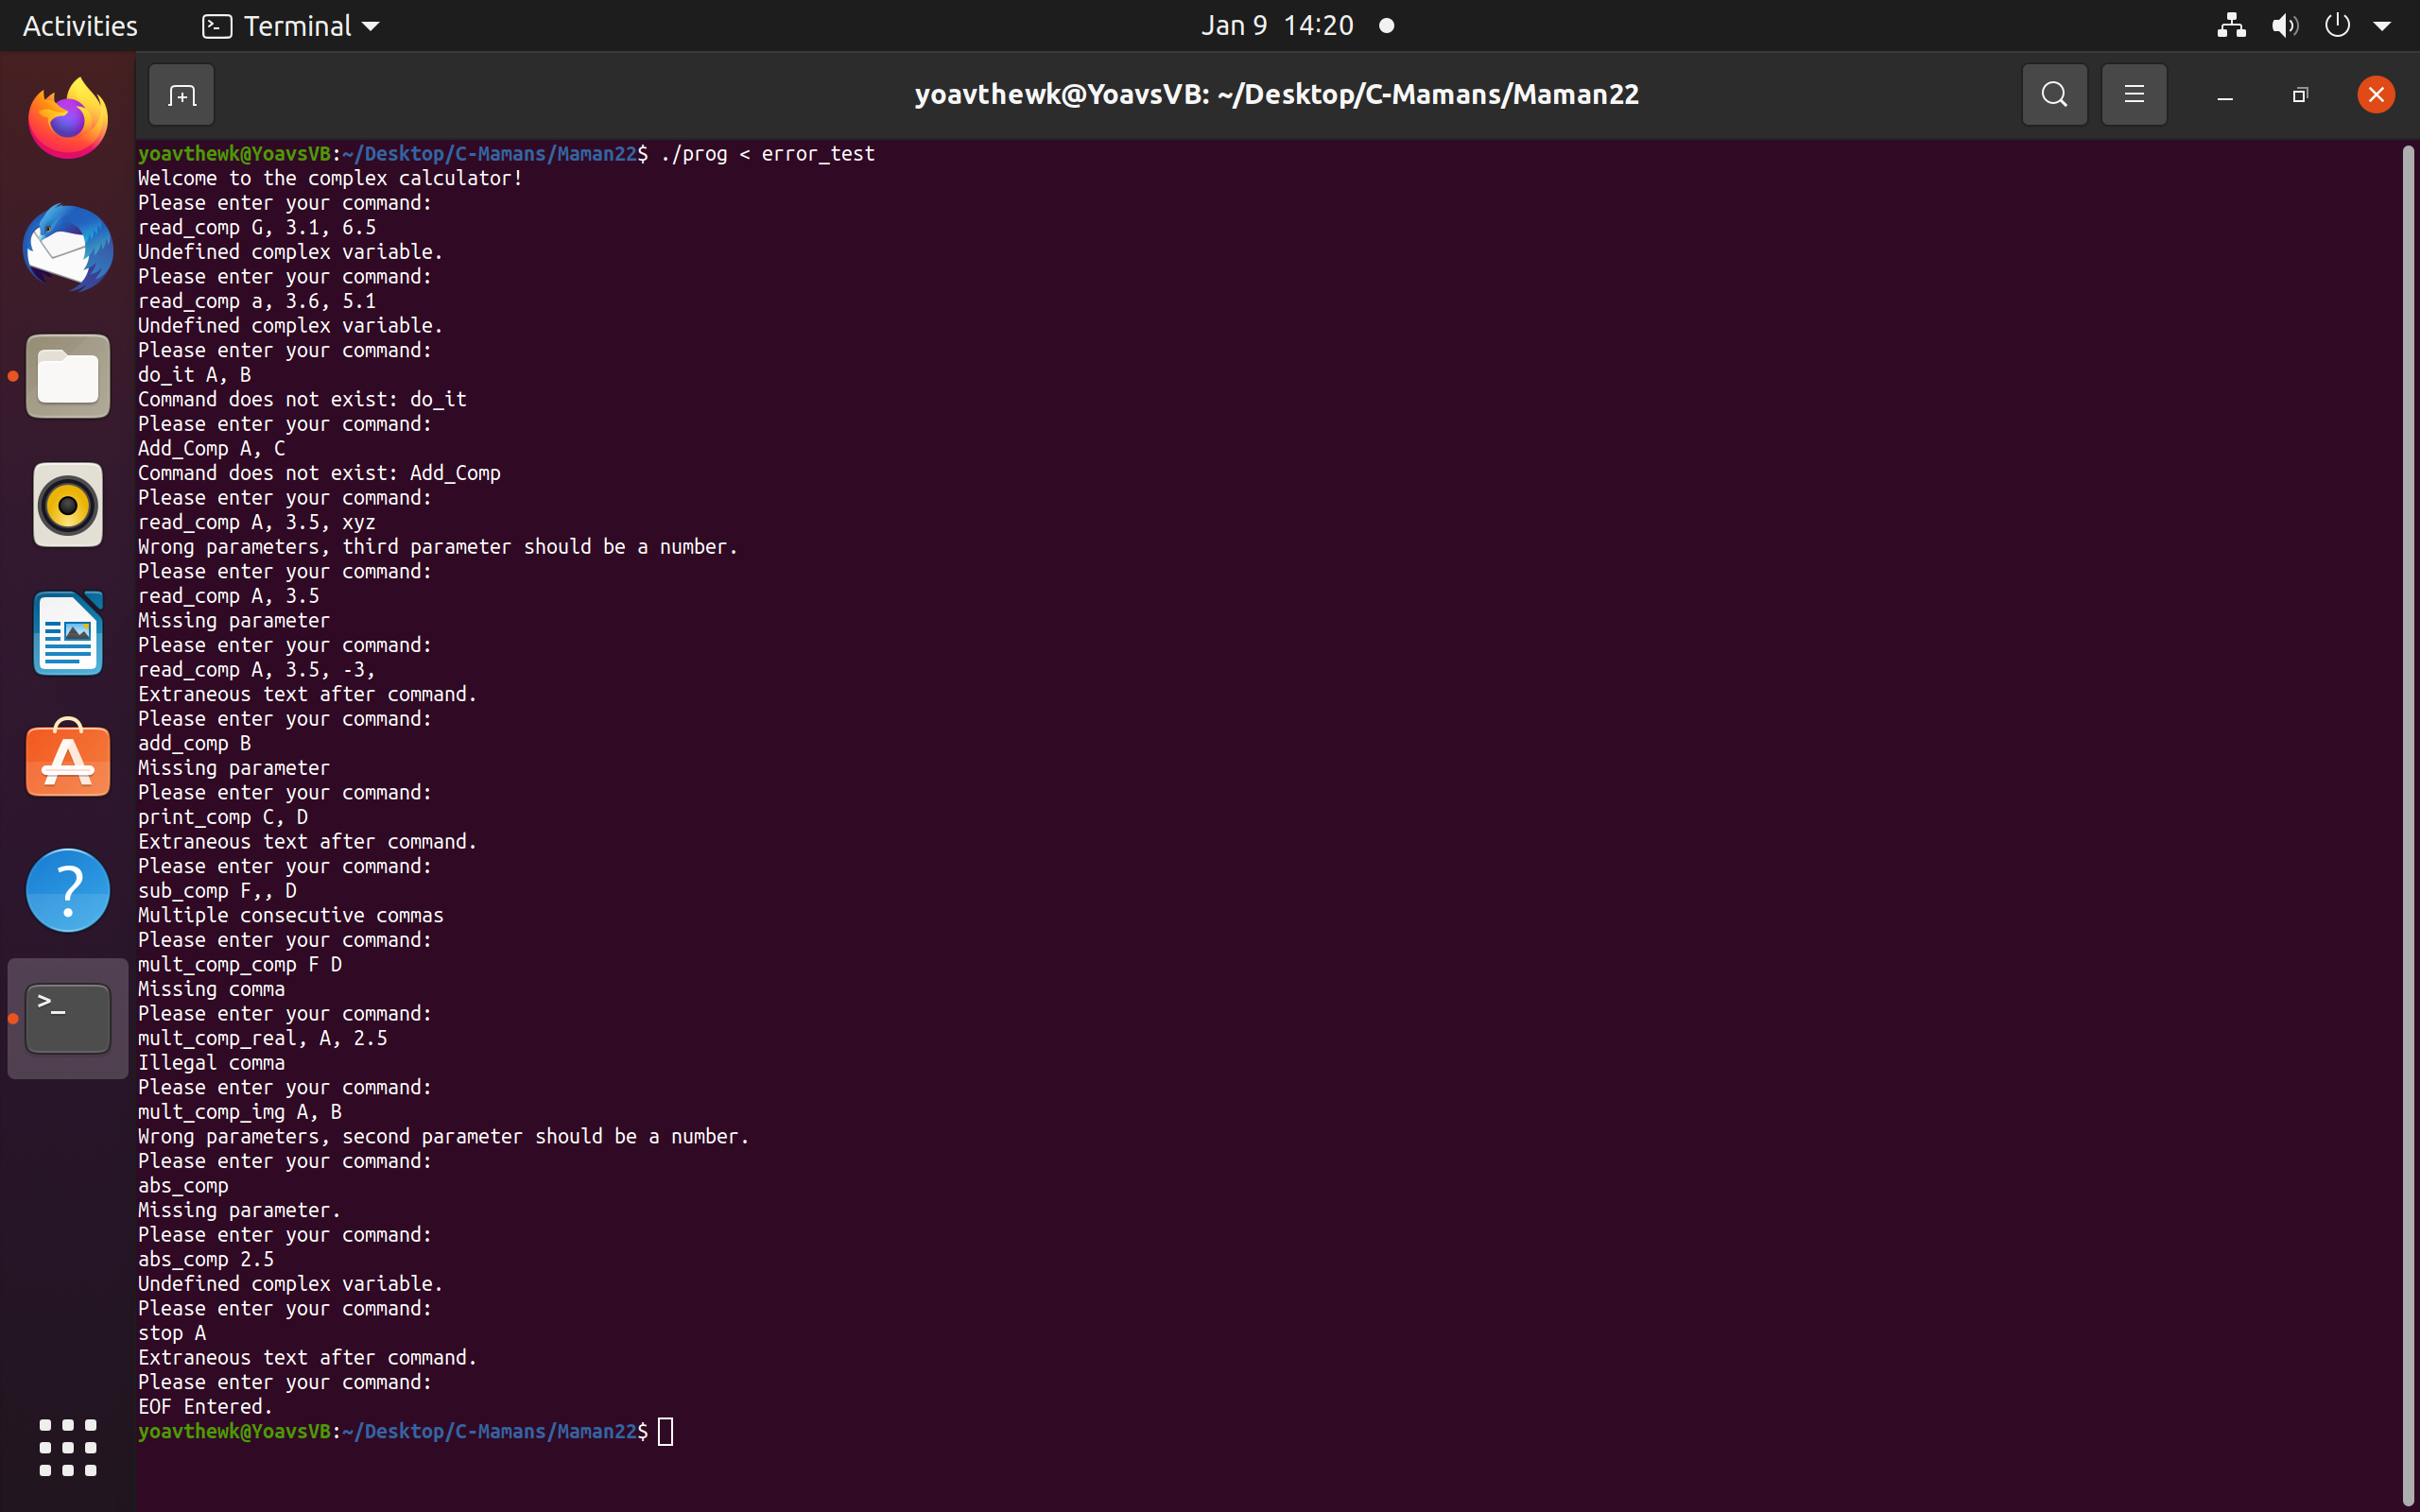 Activities Terminal Jan 9 14:20
yoavthewk@YoavsVB: ~/Desktop/C-Mamans/Maman22
yoavthewk@YoavsVB:~/Desktop/C-Mamans/Maman22$ ./prog < error_test
Welcome to the complex calculator!
Please enter your command:
read_comp G, 3.1, 6.5
Undefined complex variable.
Please enter your command:
read_comp a, 3.6, 5.1
Undefined complex variable.
Please enter your command:
do_it A, B
Command does not exist: do_it
Please enter your command:
Add_Comp A, C
Command does not exist: Add_Comp
Please enter your command:
read_comp A, 3.5, xyz
Wrong parameters, third parameter should be a number.
Please enter your command:
read_comp A, 3.5
Missing parameter
Please enter your command:
read_comp A, 3.5, -3,
Extraneous text after command.
Please enter your command:
add_comp B
Missing parameter
Please enter your command:
print_comp C, D
Extraneous text after command.
Please enter your command:
sub_comp F,, D
Multiple consecutive commas
Please enter your command:
mult_comp_comp F D
Missing comma
Please enter your command:
mult_comp_real, A, 2.5
Illegal comma
Please enter your command:
mult_comp_img A, B
Wrong parameters, second parameter should be a number.
Please enter your command:
abs_comp
Missing parameter.
Please enter your command:
abs_comp 2.5
Undefined complex variable.
Please enter your command:
stop A
Extraneous text after command.
Please enter your command:
EOF Entered.
yoavthewk@YoavsVB:~/Desktop/C-Mamans/Maman22$